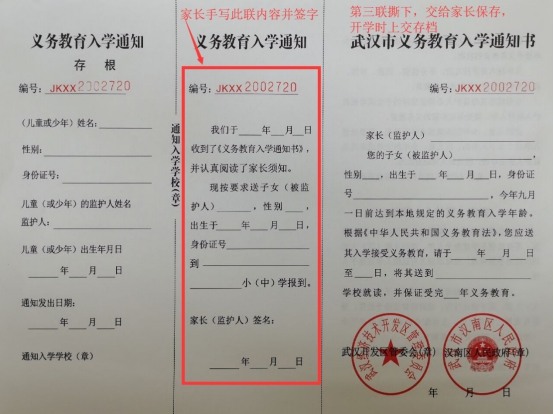 义务教育入学通知
存 根
编号：JKXX2002720
（儿童或少年）姓名：
性别：
身份证号：
儿童（或少年）的监护人姓名
监护人：
儿童（或少年）出生年月日
年 月 日
通知发出日期：
年 月 日
通知入学学校（章）
通知入学学校(章)
家长手写此联内容并签字
义务教育入学通知
编号：JKXX2002720
我们于 年 月 日
收到了《义务教育入学通知书》，
并认真阅读了家长须知。
现按要求送子女（被监
护人） ，性别 ，
出生于 年 月 日，
身份证号
到
小（中）学报到。
家长（监护人）签名：
年 月 日
第三联撕下，交给家长保存，
开学时上交存档
武汉市义务教育入学通知书
编号：JKXX2002720
家长（监护人）
您的子女（被监护人） ，
性别 ，出生于 年 月 日，身份证
号 ，今年九月
一日前达到本地规定的义务教育入学年龄。
根据《中华人民共和国义务教育法》，您应送
其入学接受义务教育，请于 年 月 日
至 日，将其送到
学校就读，并保证受完 年义务教育。
武汉开发区管委会（章） 汉南区人民政府（章）
年 月 日